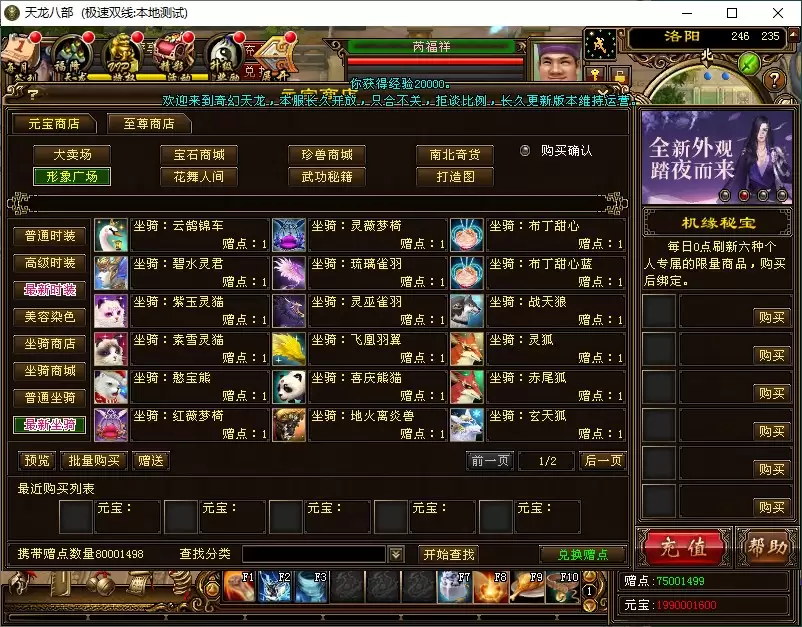 天龙八部 (极速双线:本地测试)
芮福祥
戌
洛阳 246 235
北
你获得经验20000。
欢迎来到奇幻天龙，本服长久开放，只合不关，拒谈比例，长久更新版本维持运营。
元宝商店
元宝商店 至尊商店
大卖场 宝石商城 珍兽商城 南北奇货 购买确认
形象广场 花舞人间 武功秘籍 打造图
全新外观
踏夜而来
机缘秘宝
每日0点刷新六种个
人专属的限量商品，购买
后绑定。
普通时装
高级时装
最新时装
美容染色
坐骑商店
坐骑商城
普通坐骑
最新坐骑
坐骑：云鹊锦车 坐骑：灵薇梦椅 坐骑：布丁甜心
赠点：1 赠点：1 赠点：1
坐骑：碧水灵君 坐骑：琉璃雀羽 坐骑：布丁甜心蓝
赠点：1 赠点：1 赠点：1
坐骑：紫玉灵猫 坐骑：灵巫雀羽 坐骑：战天狼
赠点：1 赠点：1 赠点：1
坐骑：素雪灵猫 坐骑：飞凰羽翼 坐骑：灵狐
赠点：1 赠点：1 赠点：1
坐骑：憨宝熊 坐骑：喜庆熊猫 坐骑：赤尾狐
赠点：1 赠点：1 赠点：1
坐骑：红薇梦椅 坐骑：地火离炎兽 坐骑：玄天狐
赠点：1 赠点：1 赠点：1
购买
购买
购买
购买
购买
购买
预览 批量购买 赠送 前一页 1/2 后一页
最近购买列表
元宝： 元宝： 元宝： 元宝： 元宝：
携带赠点数量80001498 查找分类 开始查找 兑换赠点
充值 帮助
F1 F2 F3 F7 F8 F9 F10 1
赠点:75001499
元宝:1990001600